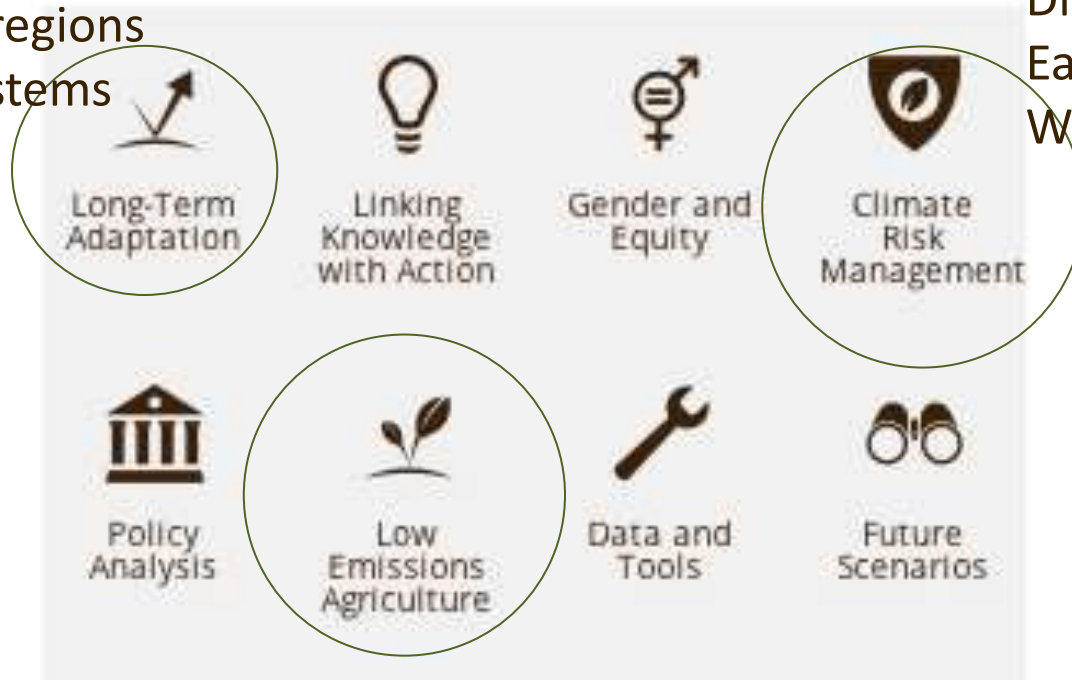 regions
stems
Ea
W
Long-Term
Adaptation
Linking
Knowledge
with Action
Gender and
Equity
Climate
Risk
Management
Policy
Analysis
Low
Emissions
Agriculture
Data and
Tools
Future
Scenarios